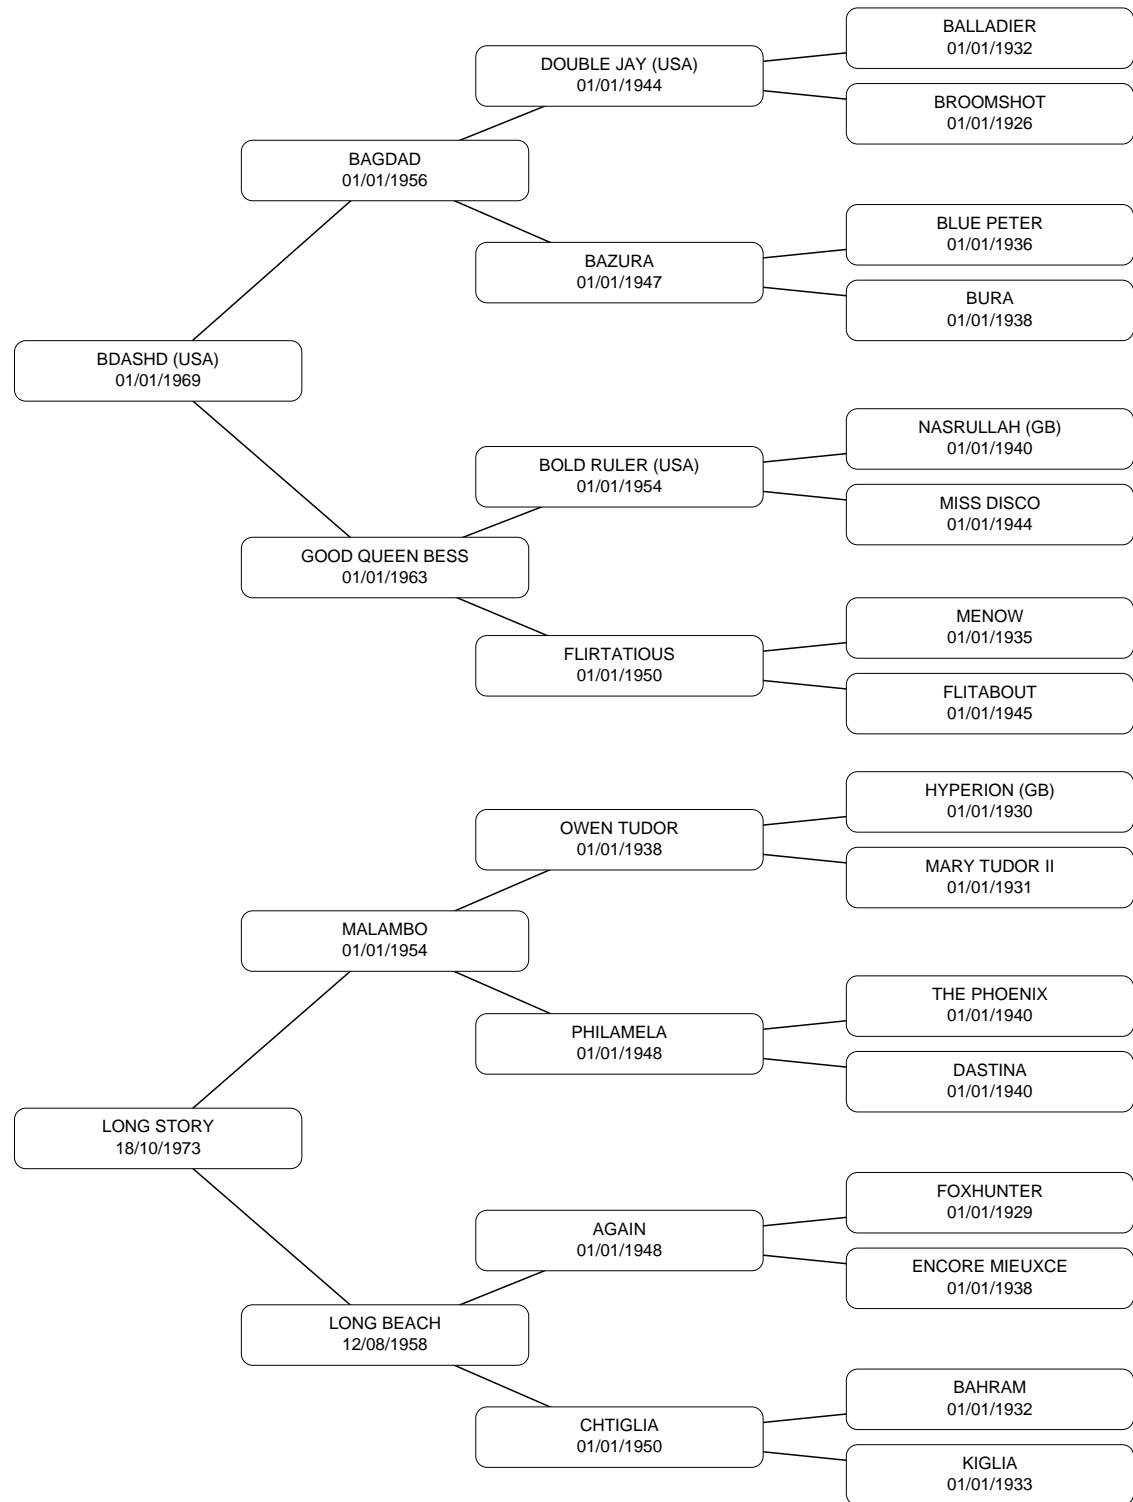 BALLADIER
01/01/1932
DOUBLE JAY (USA)
01/01/1944
BROOMSHOT
01/01/1926
BAGDAD
01/01/1956
BLUE PETER
01/01/1936
BAZURA
01/01/1947
BURA
01/01/1938
BDASHD (USA)
01/01/1969
NASRULLAH (GB)
01/01/1940
BOLD RULER (USA)
01/01/1954
MISS DISCO
01/01/1944
GOOD QUEEN BESS
01/01/1963
MENOW
01/01/1935
FLIRTATIOUS
01/01/1950
FLITABOUT
01/01/1945
HYPERION (GB)
01/01/1930
OWEN TUDOR
01/01/1938
MARY TUDOR II
01/01/1931
MALAMBO
01/01/1954
THE PHOENIX
01/01/1940
PHILAMELA
01/01/1948
DASTINA
01/01/1940
LONG STORY
18/10/1973
FOXHUNTER
01/01/1929
AGAIN
01/01/1948
ENCORE MIEUXCE
01/01/1938
LONG BEACH
12/08/1958
BAHRAM
01/01/1932
CHTIGLIA
01/01/1950
KIGLIA
01/01/1933